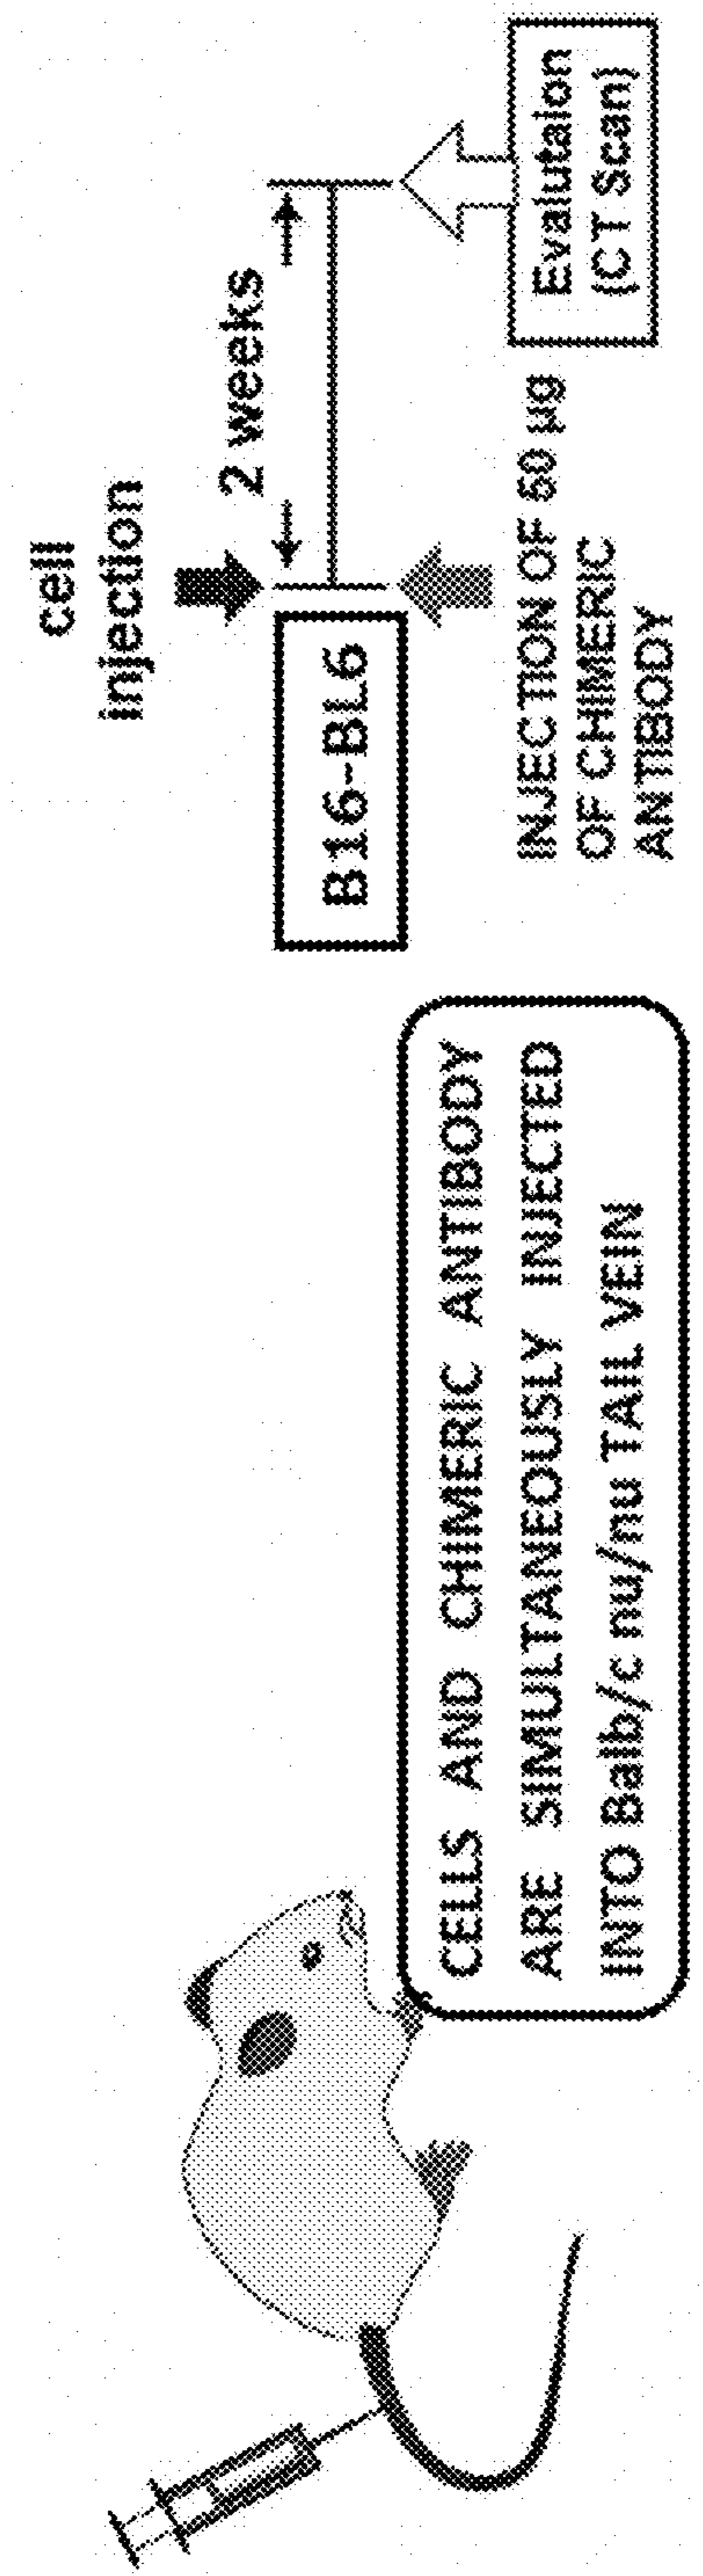 CELLS AND CHIMERIC ANTIBODY
ARE SIMULTANEOUSLY INJECTED
INTO Balb/c nu/nu TAIL VEIN
cell
injection
2 weeks
B16-BL6
INJECTION OF 60 µg
OF CHIMERIC
ANTIBODY
Evalutaion
(CT Scan)